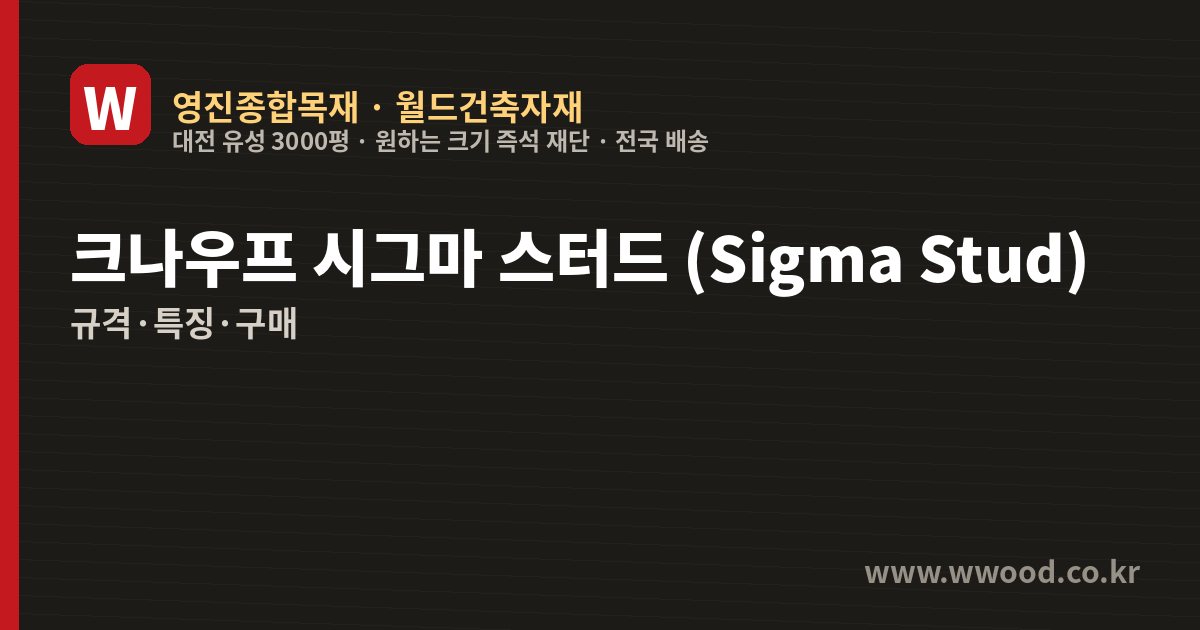 W
영진종합목재 · 월드건축자재
대전 유성 3000평 · 원하는 크기 즉석 재단 · 전국 배송
크나우프 시그마 스터드 (Sigma Stud)
규격·특징·구매
www.wwood.co.kr